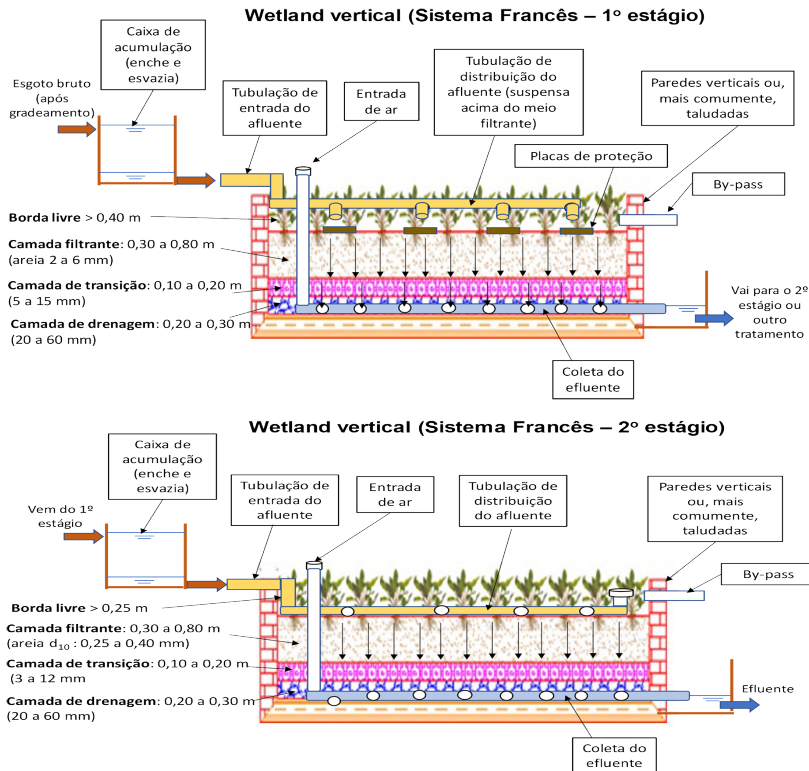 Wetland vertical (Sistema Francês – 1º estágio)
Caixa de
acumulação
(enche e
esvazia)
Esgoto bruto
(após
gradeamento)
Tubulação de
entrada do
afluente
Entrada
de ar
Tubulação de
distribuição do
afluente (suspensa
acima do meio
filtrante)
Paredes verticais ou,
mais comumente,
taludadas
Placas de proteção
By-pass
Borda livre > 0,40 m
Camada filtrante: 0,30 a 0,80 m
(areia 2 a 6 mm)
Camada de transição: 0,10 a 0,20 m
(5 a 15 mm)
Camada de drenagem: 0,20 a 0,30 m
(20 a 60 mm)
Vai para o 2º
estágio ou
outro
tratamento
Coleta do
efluente
Wetland vertical (Sistema Francês – 2º estágio)
Caixa de
acumulação
(enche e
esvazia)
Vem do 1º
estágio
Tubulação de
entrada do
afluente
Entrada
de ar
Tubulação de
distribuição
do afluente
Paredes verticais
ou, mais
comumente,
taludadas
By-pass
Borda livre > 0,25 m
Camada filtrante: 0,30 a 0,80 m
(areia d10 : 0,25 a 0,40 mm)
Camada de transição: 0,10 a 0,20 m
(3 a 12 mm
Camada de drenagem: 0,20 a 0,30 m
(20 a 60 mm)
Efluente
Coleta do
efluente